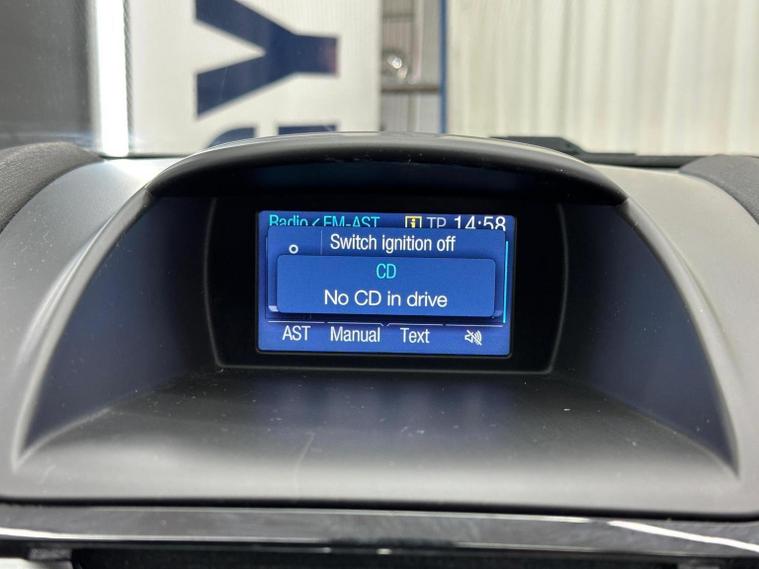 Radio<FM-AST i TP 14:58
Switch ignition off
CD
No CD in drive
AST Manual Text